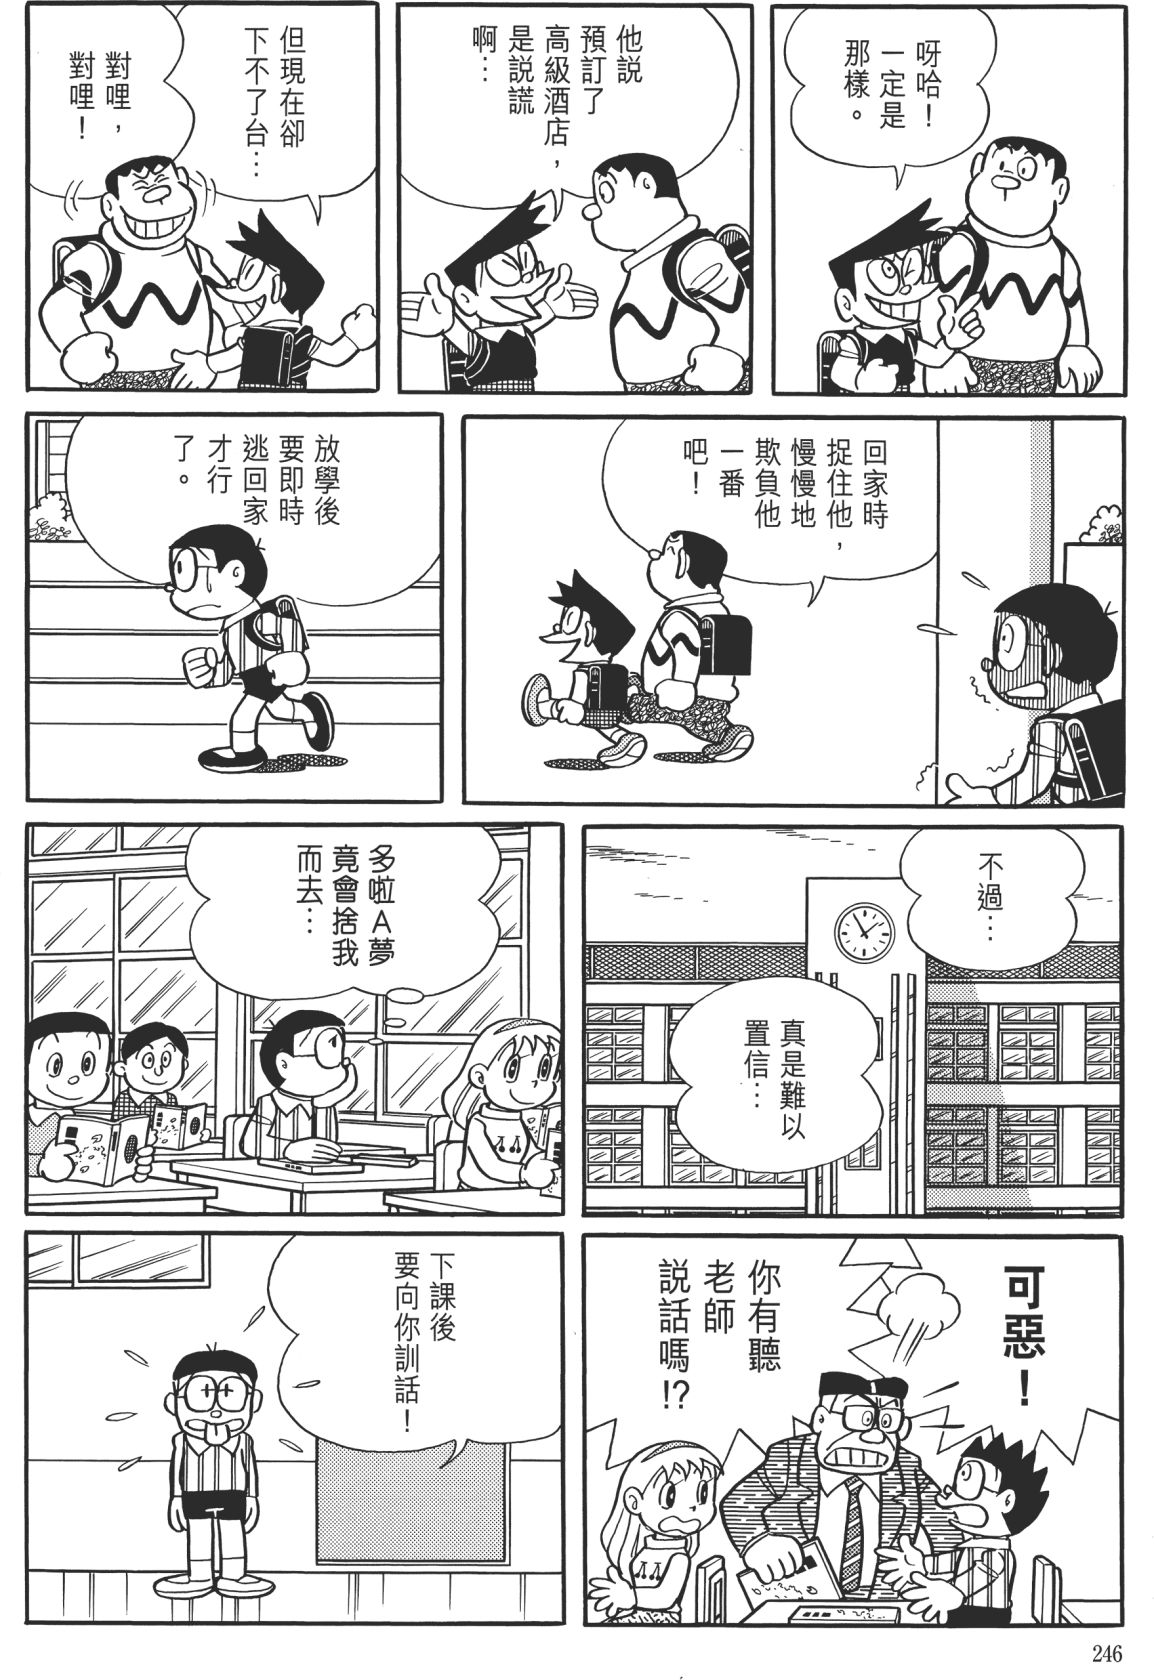 呀哈！
一定是
那樣。
他說
預訂了
高級酒店，
是說謊
啊…
但現在卻
下不了台…
對哩，
對哩！
回家時
捉住他，
慢慢地
欺負他
一番
吧！
放學後
要即時
逃回家
才行
了。
不過…
真是難以
置信…
多啦A夢
竟會捨我
而去…
可惡！
你有聽
老師
說話嗎!?
下課後
要向你訓話！
246